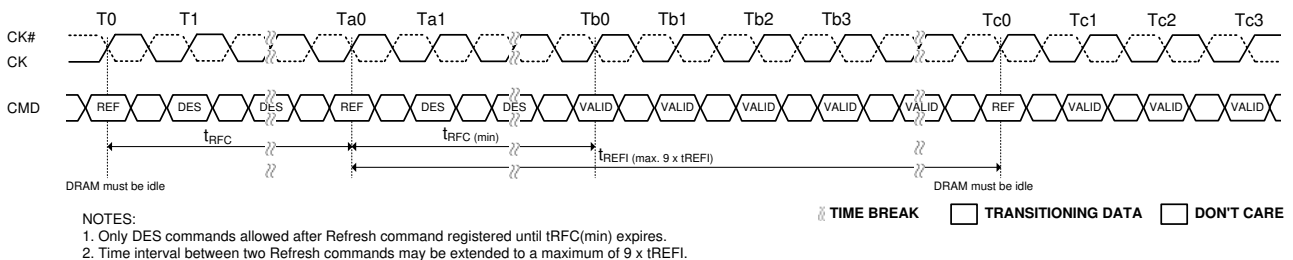 T0 T1 Ta0 Ta1 Tb0 Tb1 Tb2 Tb3 Tc0 Tc1 Tc2 Tc3
CK#
CK
CMD REF DES DES REF DES DES VALID VALID VALID VALID VALID REF VALID VALID VALID
tRFC tRFC (min)
tREFI (max. 9 x tREFI)
DRAM must be idle DRAM must be idle
TIME BREAK TRANSITIONING DATA DON'T CARE
NOTES:
1. Only DES commands allowed after Refresh command registered until tRFC(min) expires.
2. Time interval between two Refresh commands may be extended to a maximum of 9 x tREFI.